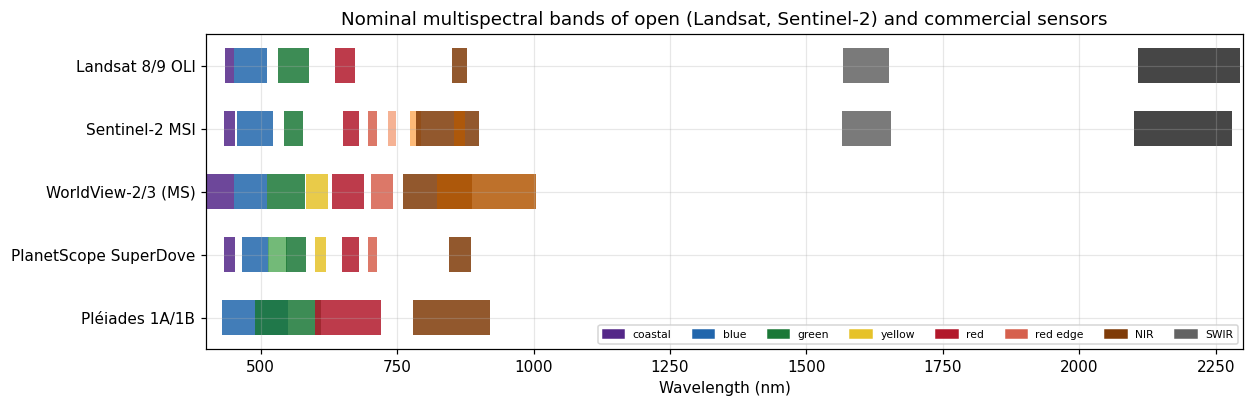 Nominal multispectral bands of open (Landsat, Sentinel-2) and commercial sensors
Landsat 8/9 OLI
Sentinel-2 MSI
WorldView-2/3 (MS)
PlanetScope SuperDove
Pléiades 1A/1B
coastal blue green yellow red red edge NIR SWIR
500 750 1000 1250 1500 1750 2000 2250
Wavelength (nm)